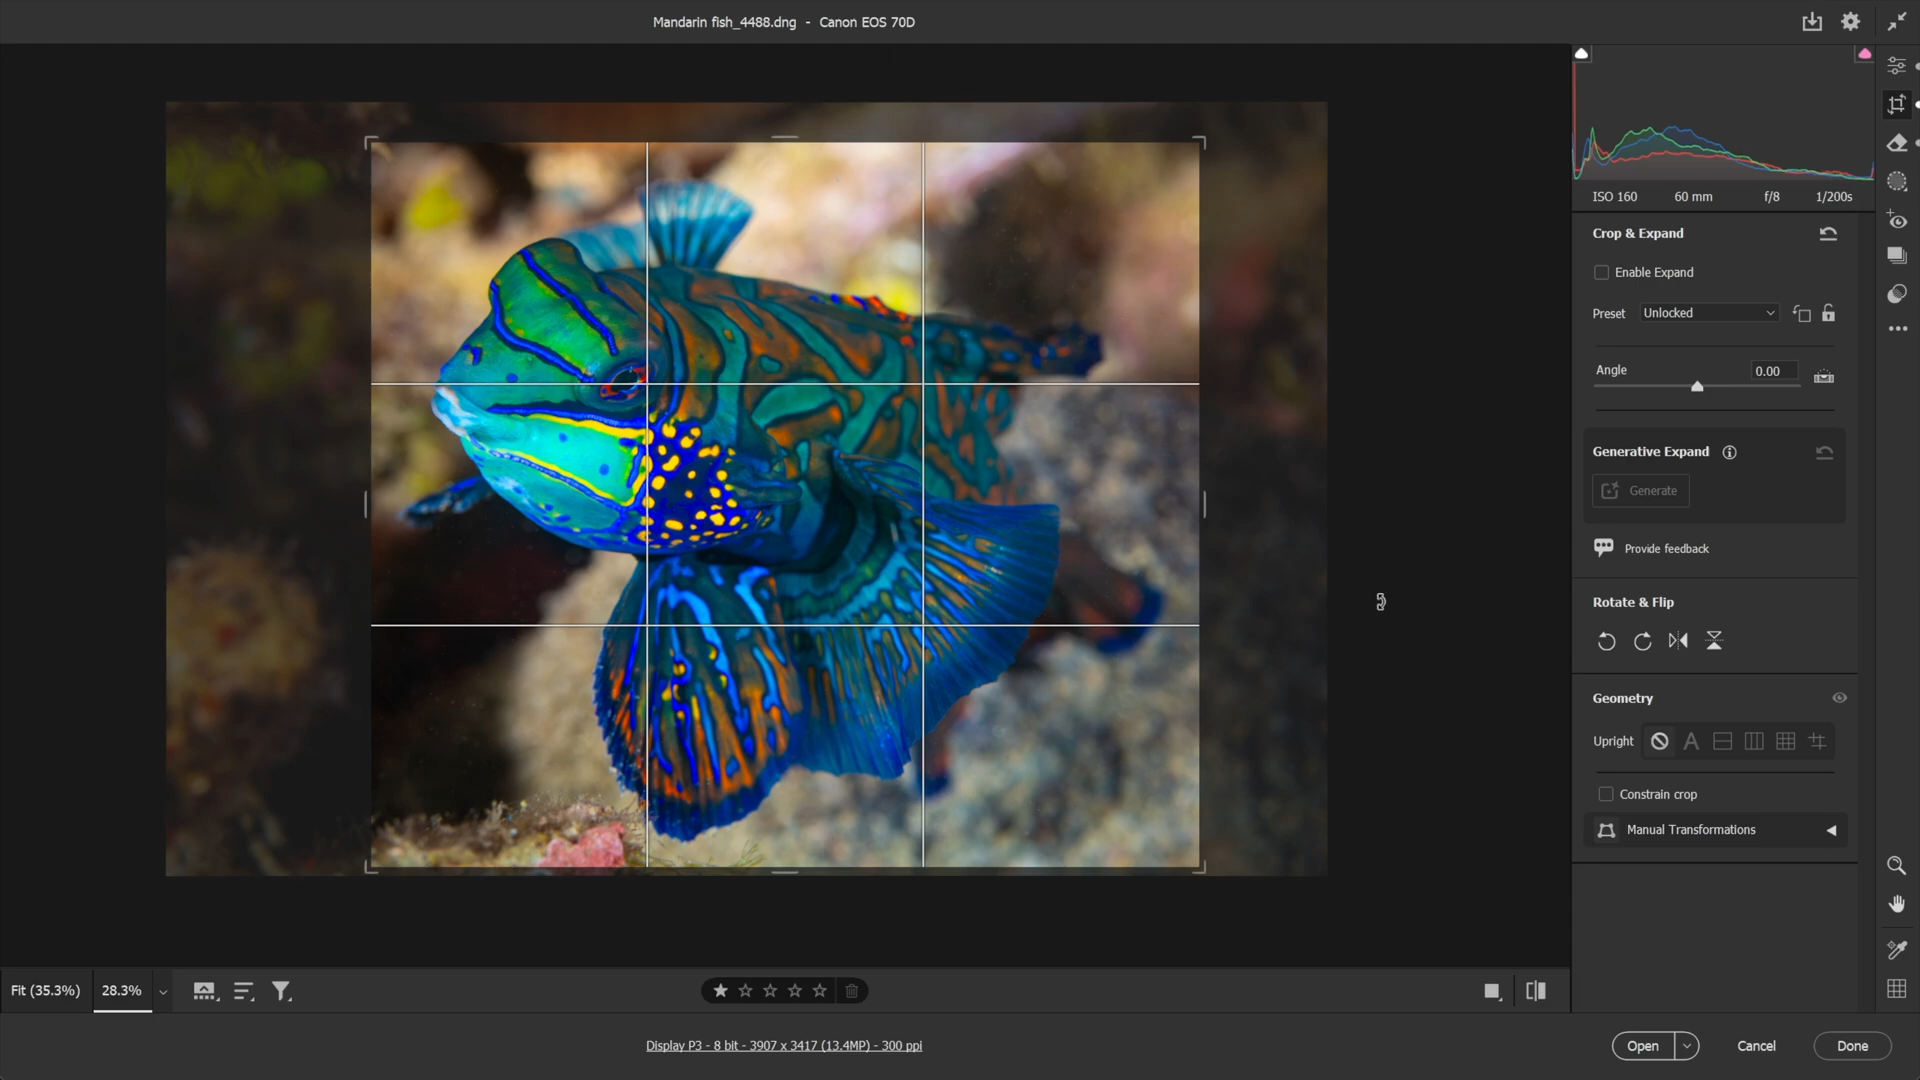 Mandarin fish_4488.dng - Canon EOS 70D
ISO 160 60 mm f/8 1/200s
Crop & Expand
Enable Expand
Preset Unlocked
Angle 0.00
Generative Expand
Generate
Provide feedback
Rotate & Flip
Geometry
Upright A
Constrain crop
Manual Transformations
Fit (35.3%) 28.3%
Display P3 - 8 bit - 3907 x 3417 (13.4MP) - 300 ppi
Open Cancel Done